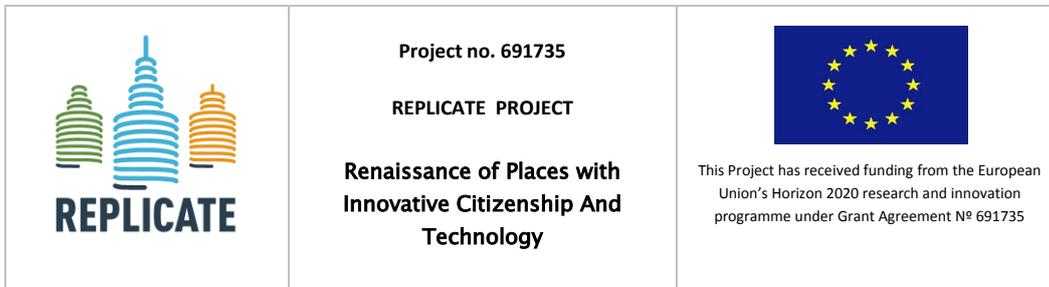 REPLICATE
Project no. 691735
REPLICATE PROJECT
Renaissance of Places with
Innovative Citizenship And
Technology
This Project has received funding from the European
Union’s Horizon 2020 research and innovation
programme under Grant Agreement Nº 691735